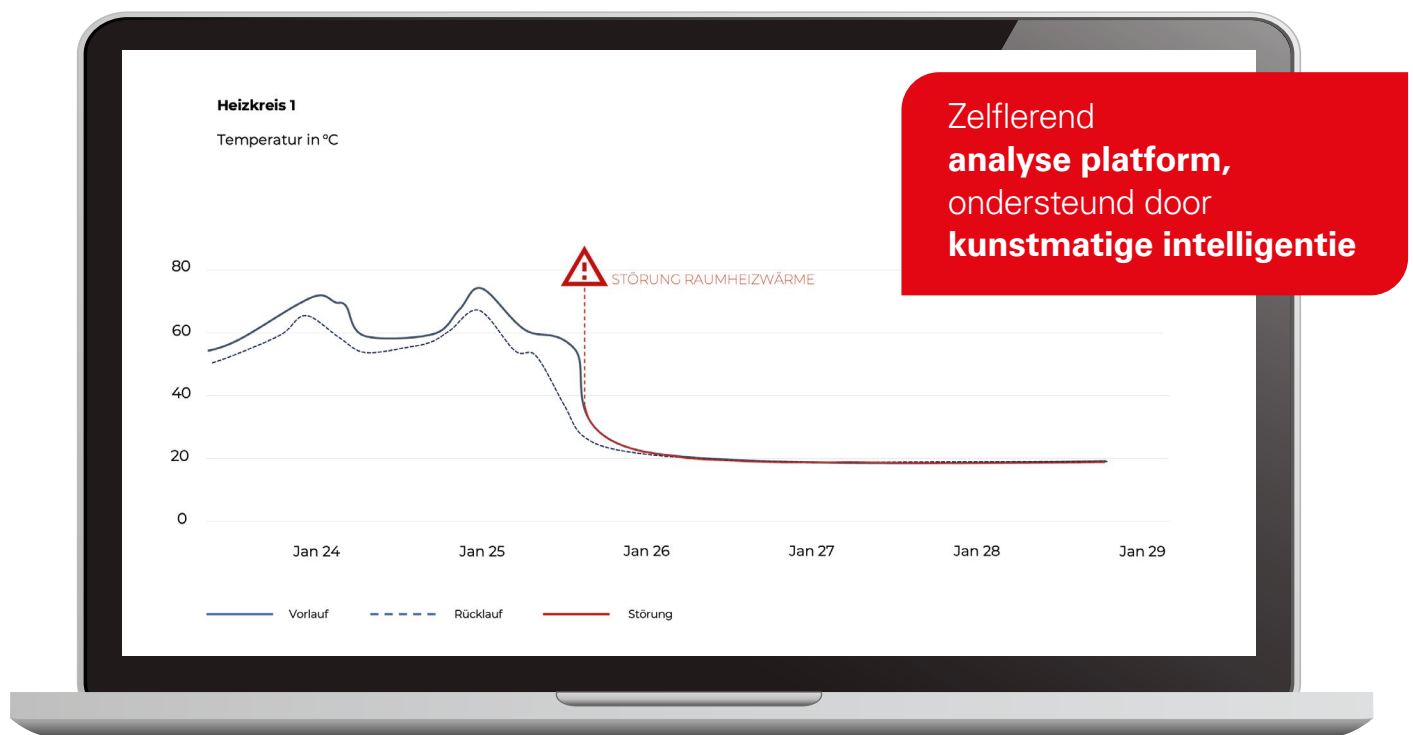 Heizkreis 1
Temperatur in °C
Zelflerend
analyse platform,
ondersteund door
kunstmatige intelligentie
80
STÖRUNG RAUMHEIZWÄRME
60
40
20
0
Jan 24 Jan 25 Jan 26 Jan 27 Jan 28 Jan 29
Vorlauf Rücklauf Störung